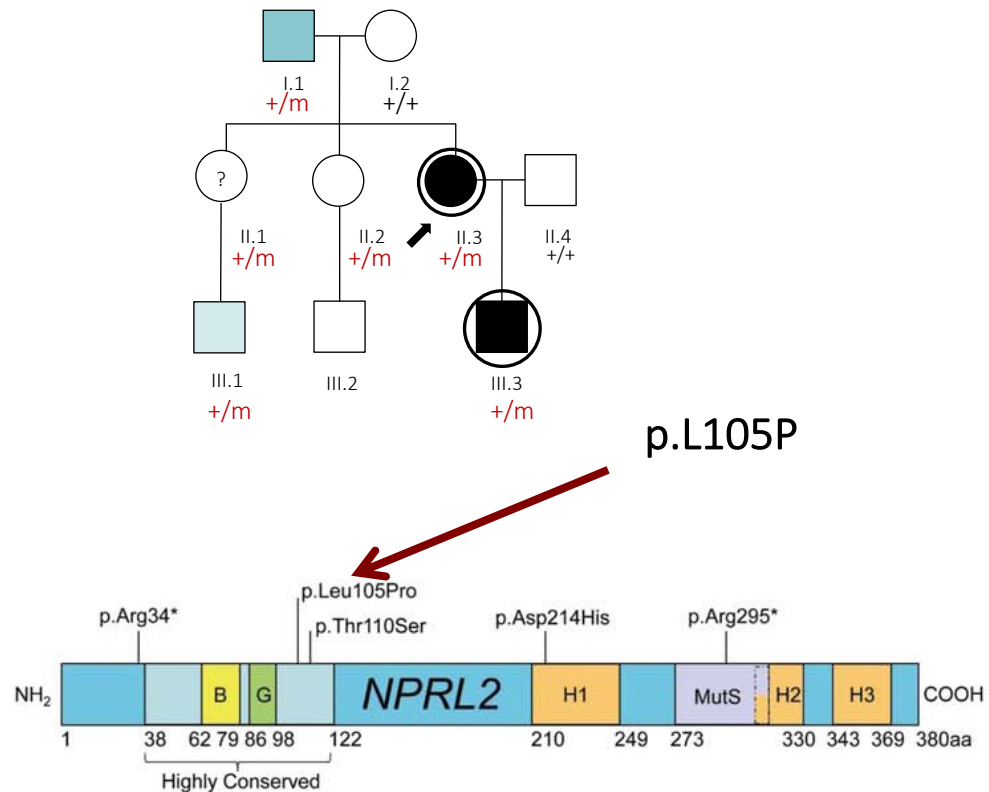 I.1 I.2
+/m +/+
?
II.1 II.2 II.3 II.4
+/m +/m +/m +/+
III.1 III.2 III.3
+/m +/m
p.L105P
p.Leu105Pro
p.Arg34* p.Thr110Ser p.Asp214His p.Arg295*
NH2 B G NPRL2 H1 MutS H2 H3 COOH
1 38 62 79 86 98 122 210 249 273 330 343 369 380aa
Highly Conserved